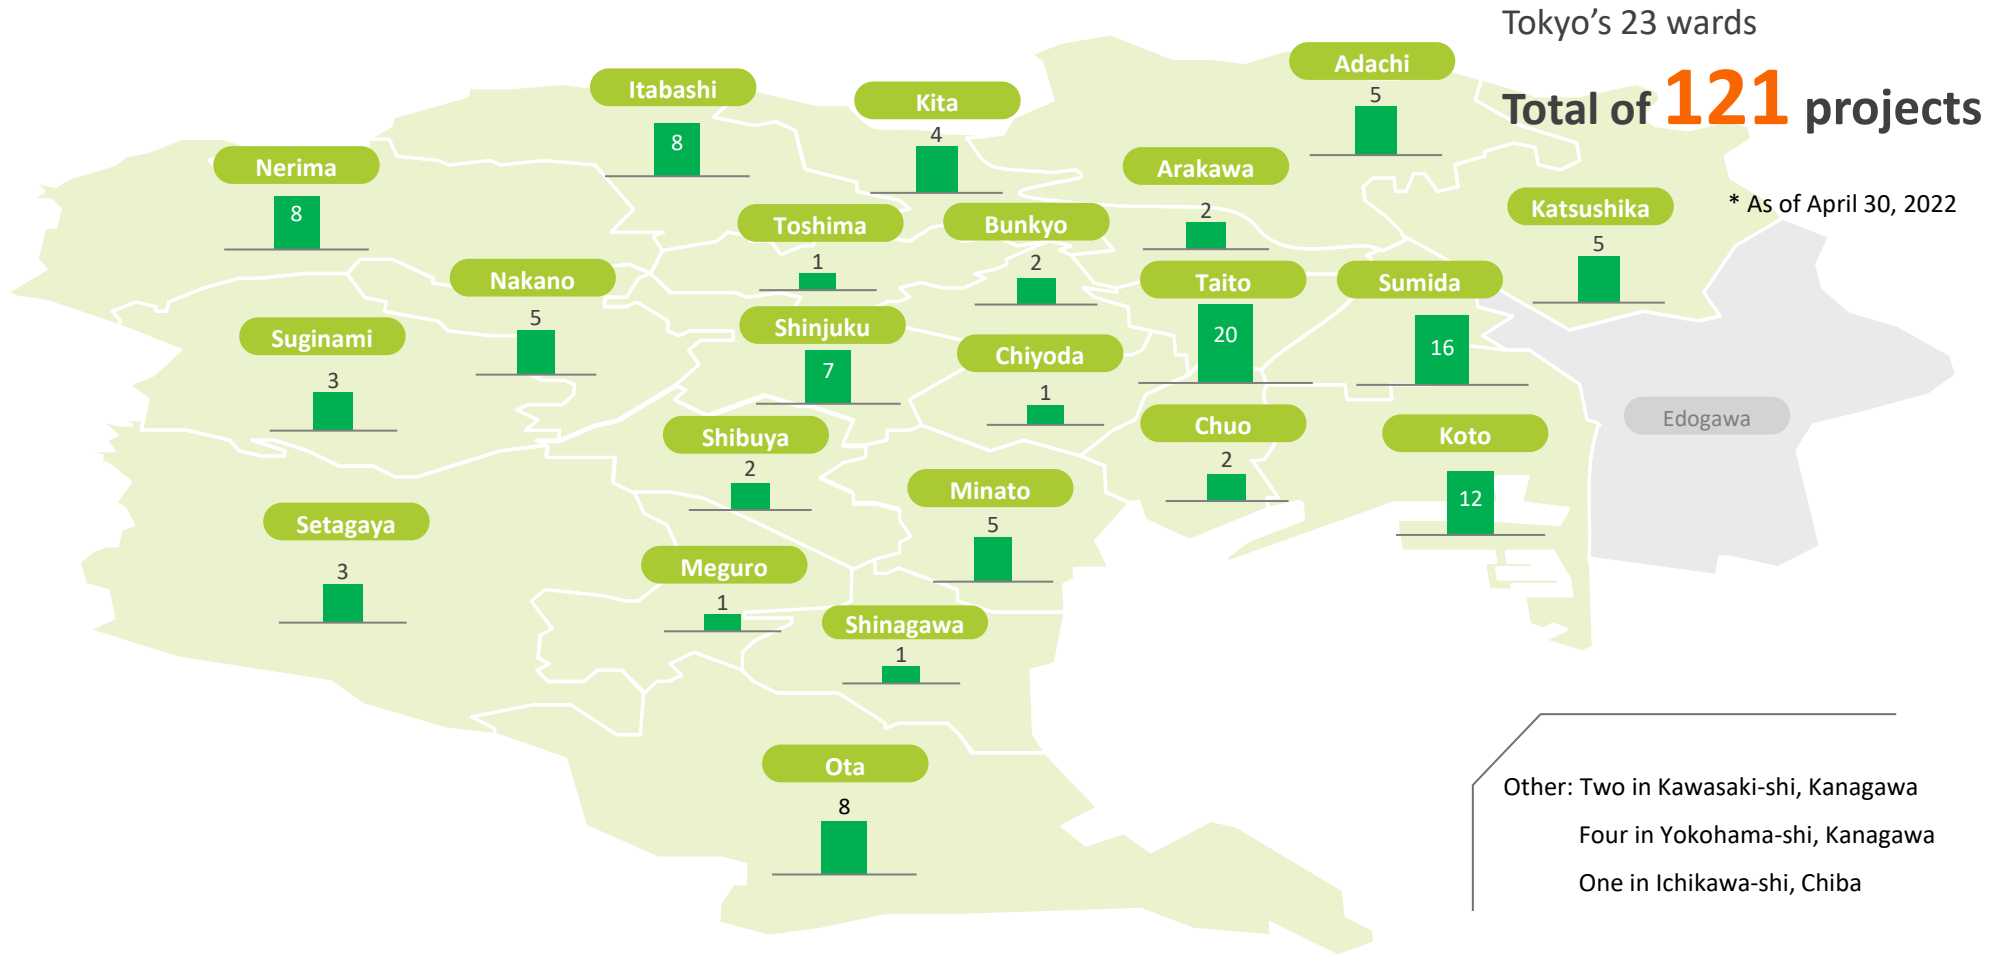 Tokyo’s 23 wards
Total of 121 projects
* As of April 30, 2022
Adachi
5
Itabashi
8
Kita
4
Nerima
8
Arakawa
2
Katsushika
5
Toshima
1
Bunkyo
2
Nakano
5
Taito
20
Sumida
16
Suginami
3
Shinjuku
7
Chiyoda
1
Edogawa
Shibuya
2
Chuo
2
Koto
12
Minato
5
Setagaya
3
Meguro
1
Shinagawa
1
Ota
8
Other: Two in Kawasaki-shi, Kanagawa
Four in Yokohama-shi, Kanagawa
One in Ichikawa-shi, Chiba